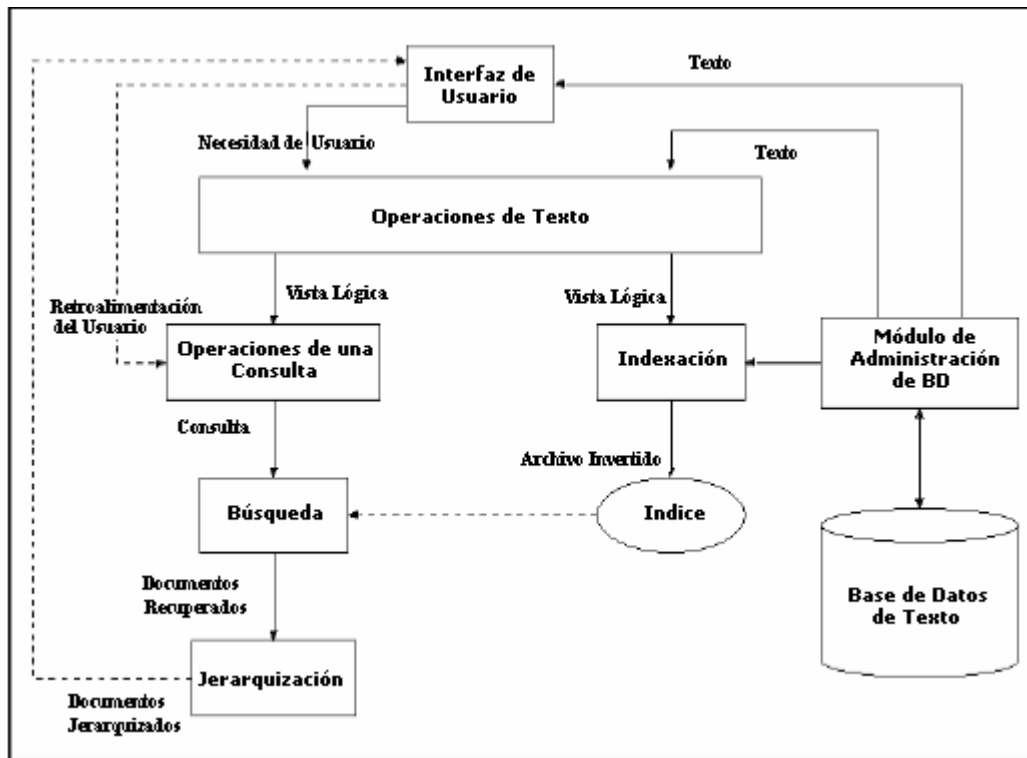 Interfaz de
Usuario
Texto
Necesidad de Usuario
Texto
Operaciones de Texto
Vista Lógica
Vista Lógica
Retroalimentación
del Usuario
Operaciones de una
Consulta
Indexación
Módulo de
Administración
de BD
Consulta
Archivo Invertido
Búsqueda
Indice
Documentos
Recuperados
Base de Datos
de Texto
Jerarquización
Documentos
Jerarquizados